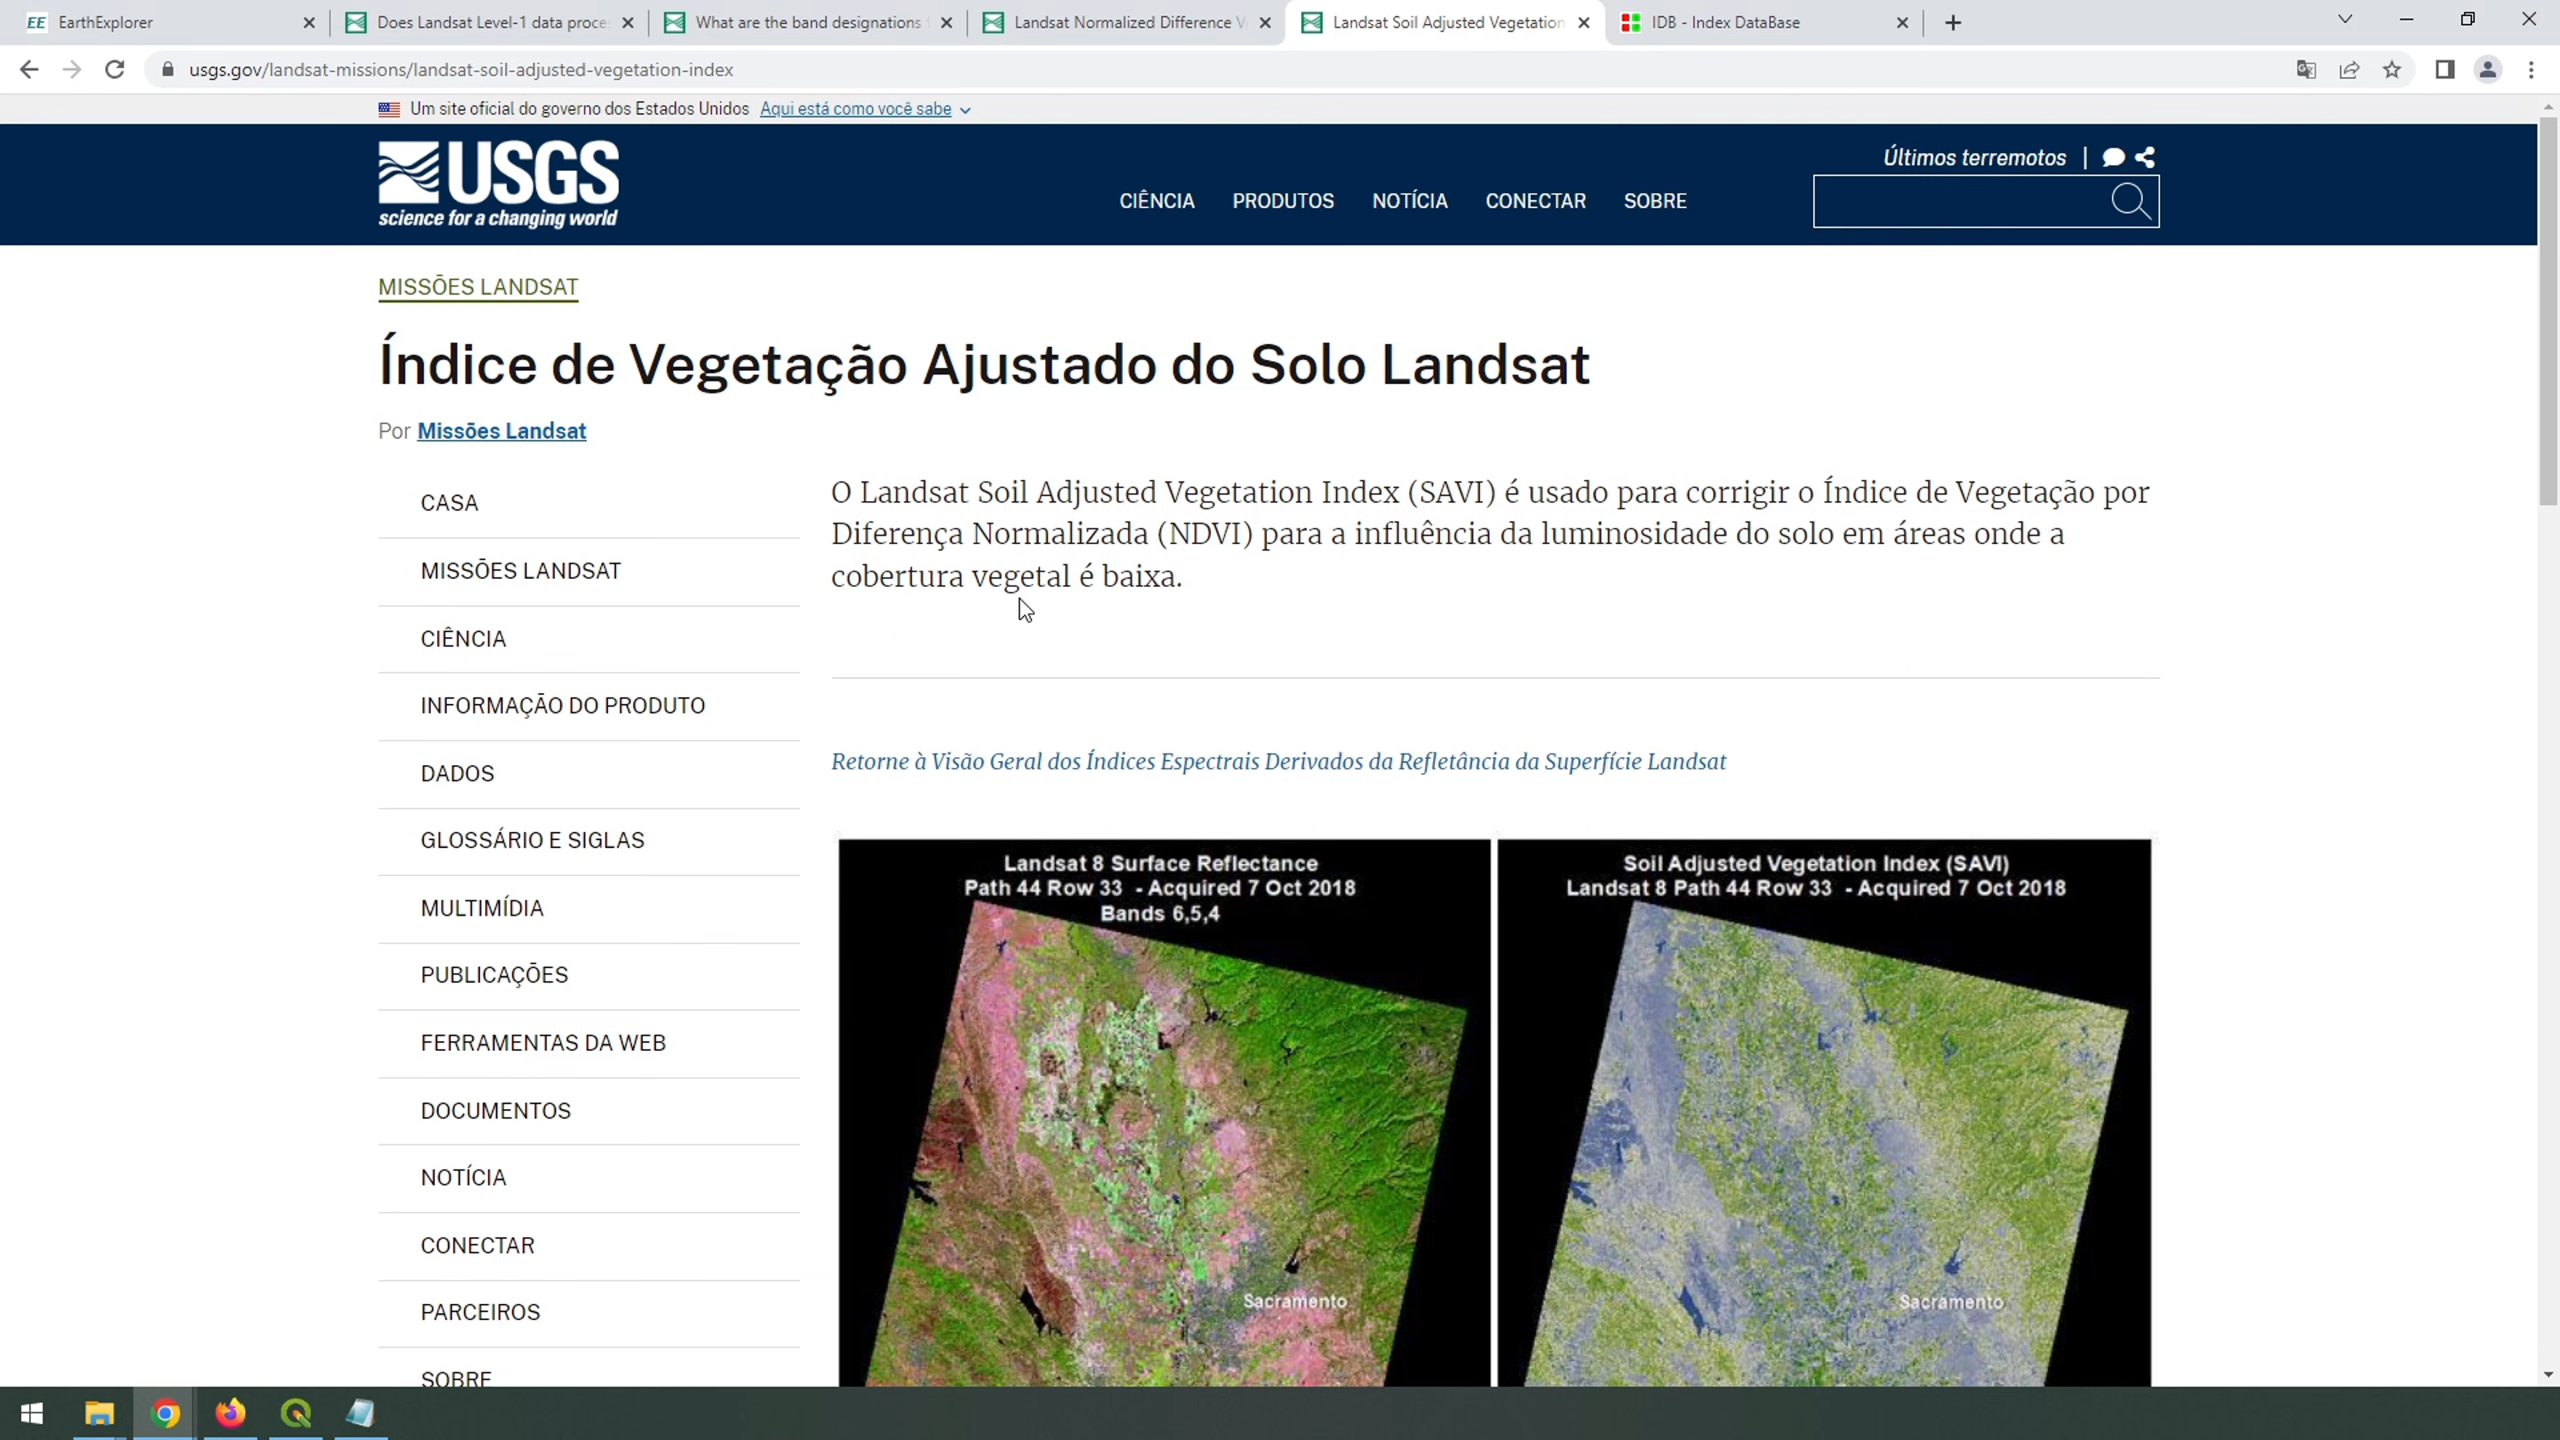 EE EarthExplorer
Does Landsat Level-1 data proce
What are the band designations
Landsat Normalized Difference V
Landsat Soil Adjusted Vegetation
IDB - Index DataBase
usgs.gov/landsat-missions/landsat-soil-adjusted-vegetation-index
Um site oficial do governo dos Estados Unidos Aqui está como você sabe
USGS
science for a changing world
Últimos terremotos |
CIÊNCIA PRODUTOS NOTÍCIA CONECTAR SOBRE
MISSÕES LANDSAT
Índice de Vegetação Ajustado do Solo Landsat
Por Missões Landsat
CASA
MISSÕES LANDSAT
CIÊNCIA
INFORMAÇÃO DO PRODUTO
DADOS
GLOSSÁRIO E SIGLAS
MULTIMÍDIA
PUBLICAÇÕES
FERRAMENTAS DA WEB
DOCUMENTOS
NOTÍCIA
CONECTAR
PARCEIROS
SOBRE
O Landsat Soil Adjusted Vegetation Index (SAVI) é usado para corrigir o Índice de Vegetação por
Diferença Normalizada (NDVI) para a influência da luminosidade do solo em áreas onde a
cobertura vegetal é baixa.
Retorne à Visão Geral dos Índices Espectrais Derivados da Refletância da Superfície Landsat
Landsat 8 Surface Reflectance
Path 44 Row 33 - Acquired 7 Oct 2018
Bands 6,5,4
Sacramento
Soil Adjusted Vegetation Index (SAVI)
Landsat 8 Path 44 Row 33 - Acquired 7 Oct 2018
Sacramento